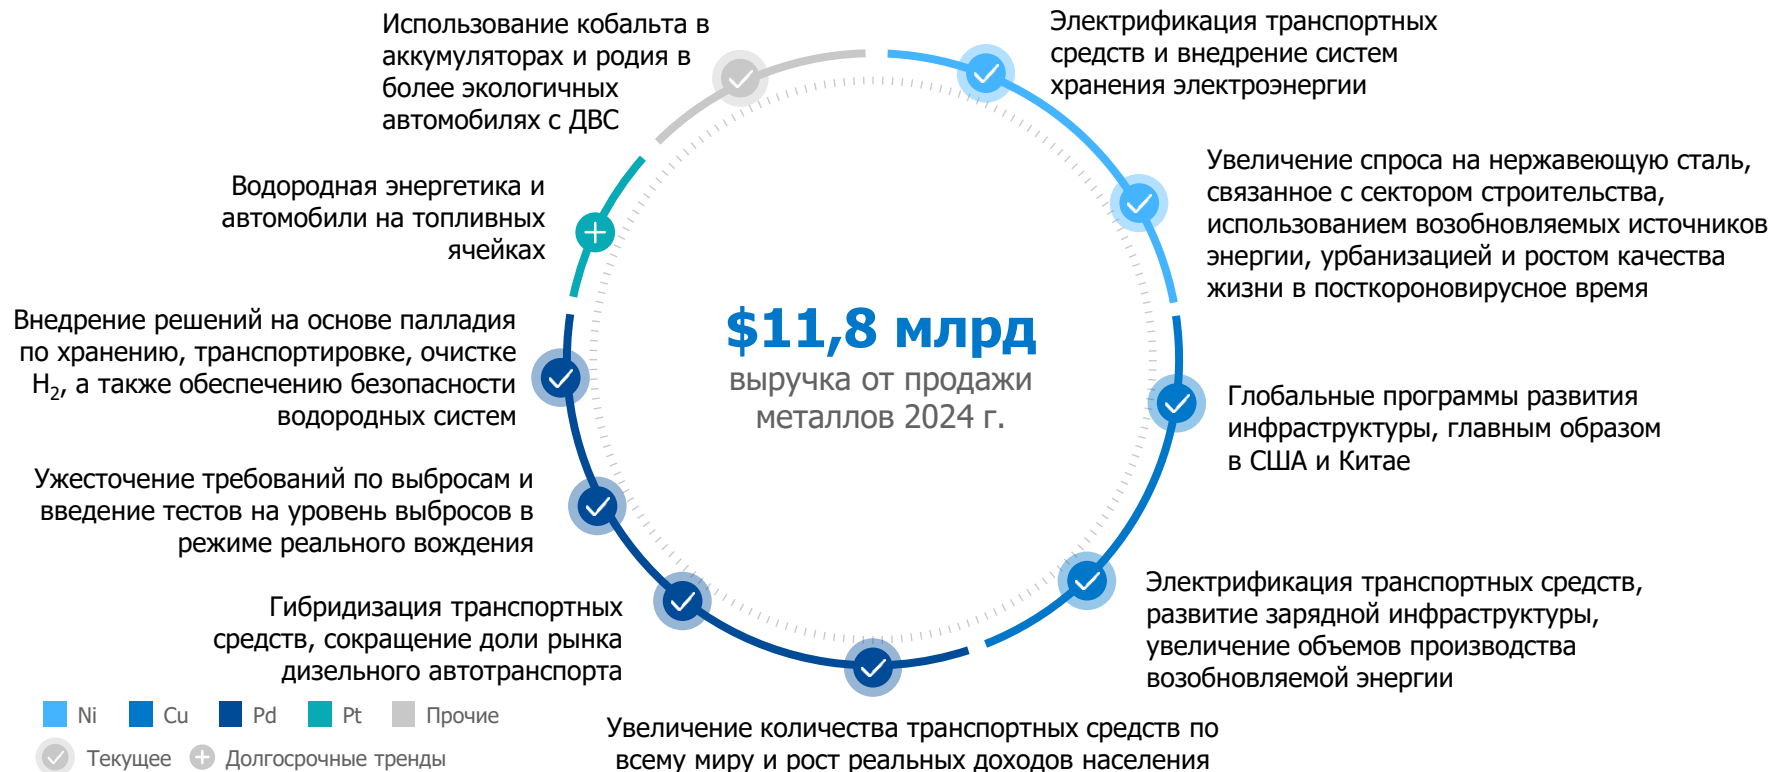 Использование кобальта в
аккумуляторах и родия в
более экологичных
автомобилях с ДВС
Электрификация транспортных
средств и внедрение систем
хранения электроэнергии
Водородная энергетика и
автомобили на топливных
ячейках
Увеличение спроса на нержавеющую сталь,
связанное с сектором строительства,
использованием возобновляемых источников
энергии, урбанизацией и ростом качества
жизни в посткороновирусное время
Внедрение решений на основе палладия
по хранению, транспортировке, очистке
H₂, а также обеспечению безопасности
водородных систем
$11,8 млрд
выручка от продажи
металлов 2024 г.
Глобальные программы развития
инфраструктуры, главным образом
в США и Китае
Ужесточение требований по выбросам и
введение тестов на уровень выбросов в
режиме реального вождения
Электрификация транспортных средств,
развитие зарядной инфраструктуры,
увеличение объемов производства
возобновляемой энергии
Гибридизация транспортных
средств, сокращение доли рынка
дизельного автотранспорта
Увеличение количества транспортных средств по
всему миру и рост реальных доходов населения
Ni Cu Pd Pt Прочие
Текущее Долгосрочные тренды